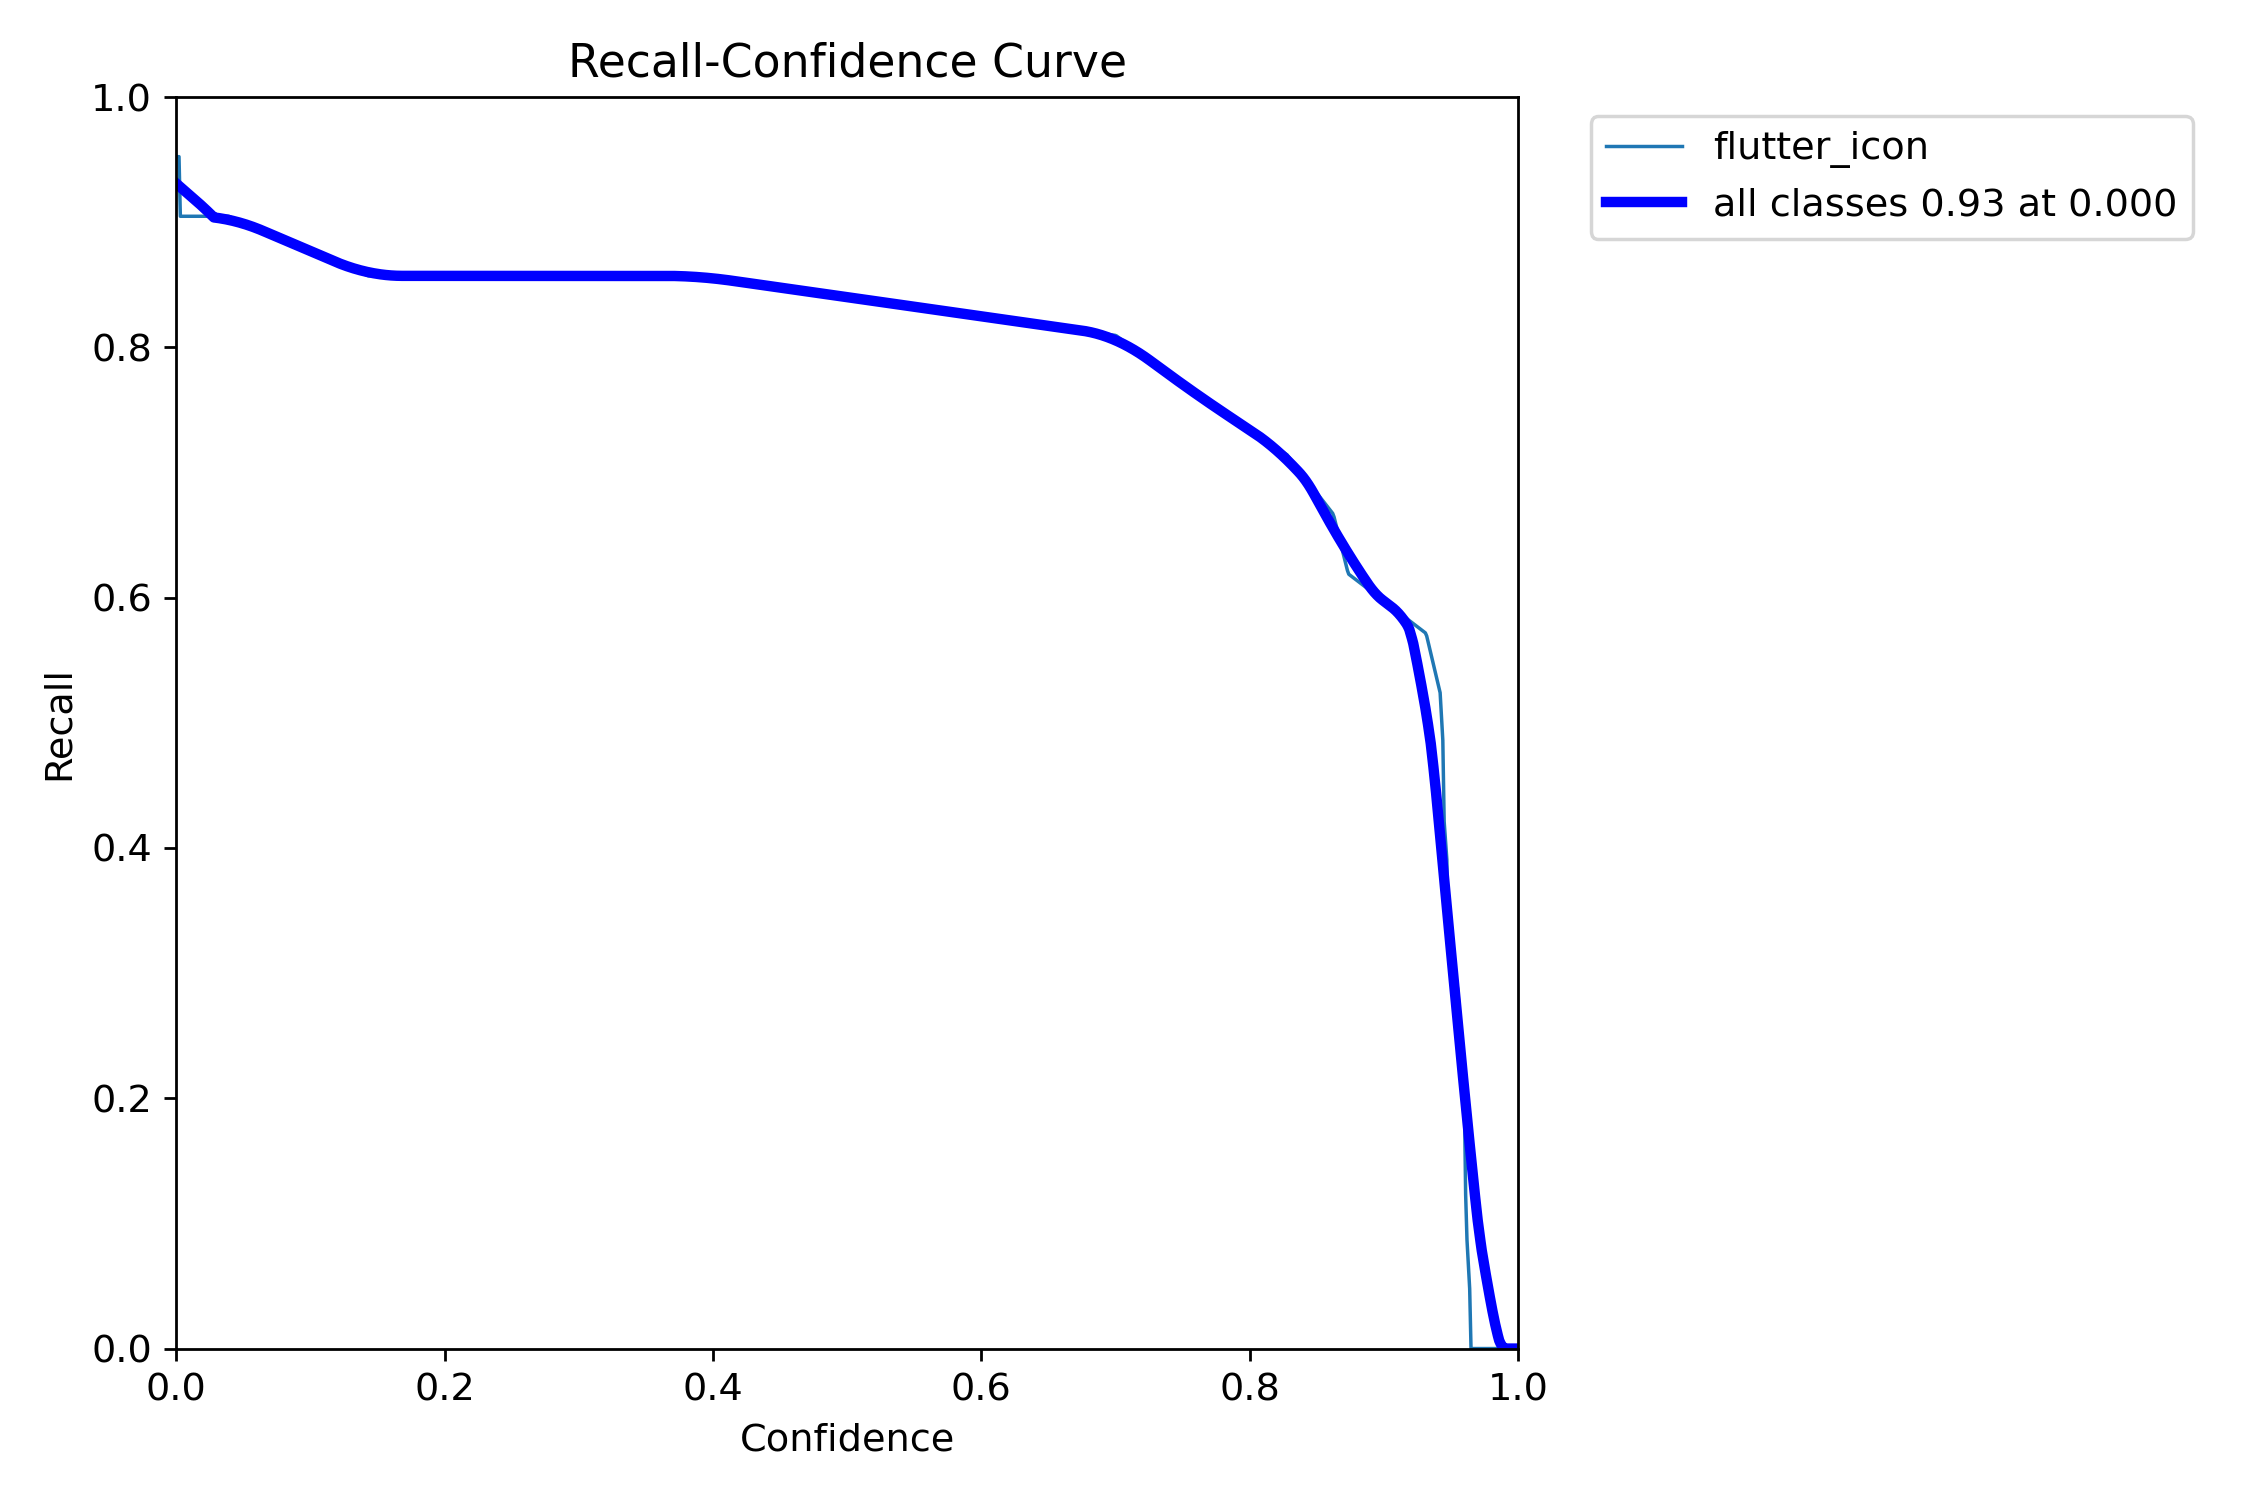 Recall-Confidence Curve
flutter_icon
all classes 0.93 at 0.000
1.0
0.8
0.6
0.4
0.2
0.0
Recall
0.0 0.2 0.4 0.6 0.8 1.0
Confidence